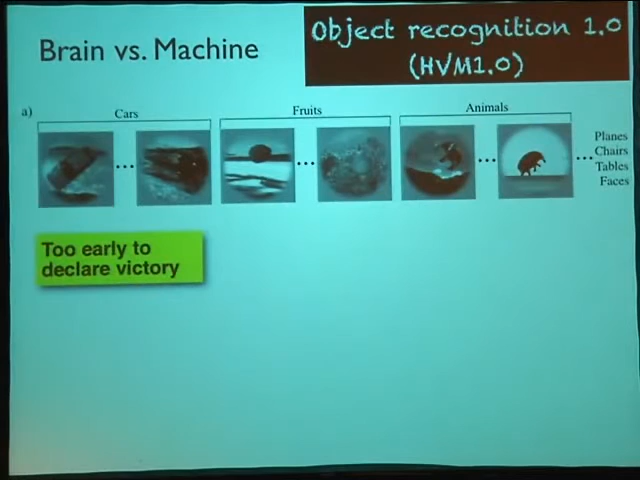 Brain vs. Machine
Object recognition 1.0
(HVM1.0)
a)
Cars
Fruits
Animals
Planes
Chairs
Tables
Faces
Too early to
declare victory